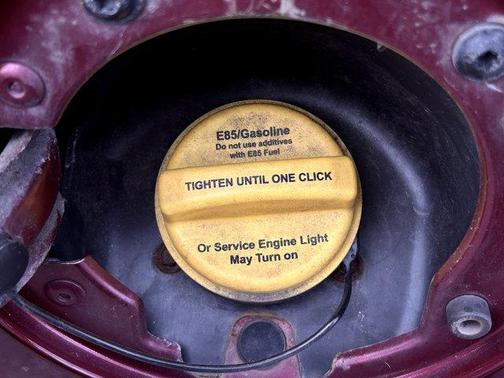 E85/Gasoline
Do not use additives
with E85 Fuel
TIGHTEN UNTIL ONE CLICK
Or Service Engine Light
May Turn on